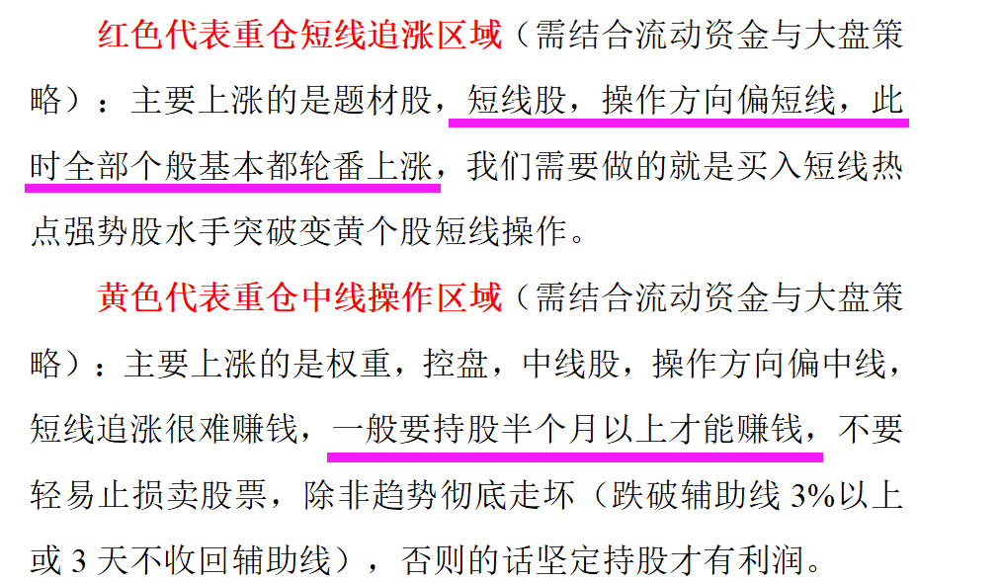 红色代表重仓短线追涨区域（需结合流动资金与大盘策
略）：主要上涨的是题材股，短线股，操作方向偏短线，此
时全部个般基本都轮番上涨，我们需要做的就是买入短线热
点强势股水手突破变黄个股短线操作。
黄色代表重仓中线操作区域（需结合流动资金与大盘策
略）：主要上涨的是权重，控盘，中线股，操作方向偏中线，
短线追涨很难赚钱，一般要持股半个月以上才能赚钱，不要
轻易止损卖股票，除非趋势彻底走坏（跌破辅助线 3%以上
或 3 天不收回辅助线），否则的话坚定持股才有利润。